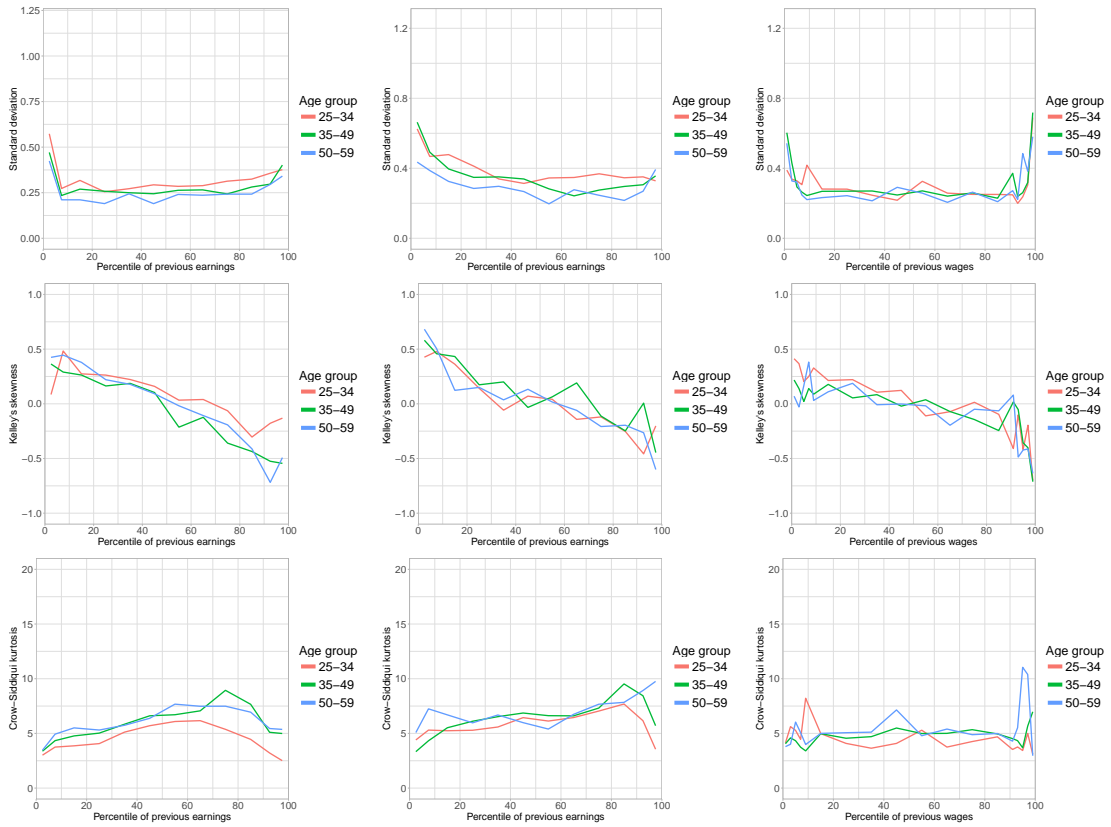 1.25
1.00
0.75
0.50
0.25
0.00
Standard deviation
0 20 40 60 80 100
Percentile of previous earnings
Age group
25−34
35−49
50−59
1.2
0.8
0.4
0.0
Standard deviation
0 20 40 60 80 100
Percentile of previous earnings
Age group
25−34
35−49
50−59
1.2
0.8
0.4
0.0
Standard deviation
0 20 40 60 80 100
Percentile of previous wages
Age group
25−34
35−49
50−59
1.0
0.5
0.0
−0.5
−1.0
Kelley's skewness
0 20 40 60 80 100
Percentile of previous earnings
Age group
25−34
35−49
50−59
1.0
0.5
0.0
−0.5
−1.0
Kelley's skewness
0 20 40 60 80 100
Percentile of previous earnings
Age group
25−34
35−49
50−59
1.0
0.5
0.0
−0.5
−1.0
Kelley's skewness
0 20 40 60 80 100
Percentile of previous wages
Age group
25−34
35−49
50−59
20
15
10
5
0
Crow−Siddiqui kurtosis
0 20 40 60 80 100
Percentile of previous earnings
Age group
25−34
35−49
50−59
20
15
10
5
0
Crow−Siddqui kurtosis
0 20 40 60 80 100
Percentile of previous earnings
Age group
25−34
35−49
50−59
20
15
10
5
0
Crow−Siddqui kurtosis
0 20 40 60 80 100
Percentile of previous wages
Age group
25−34
35−49
50−59